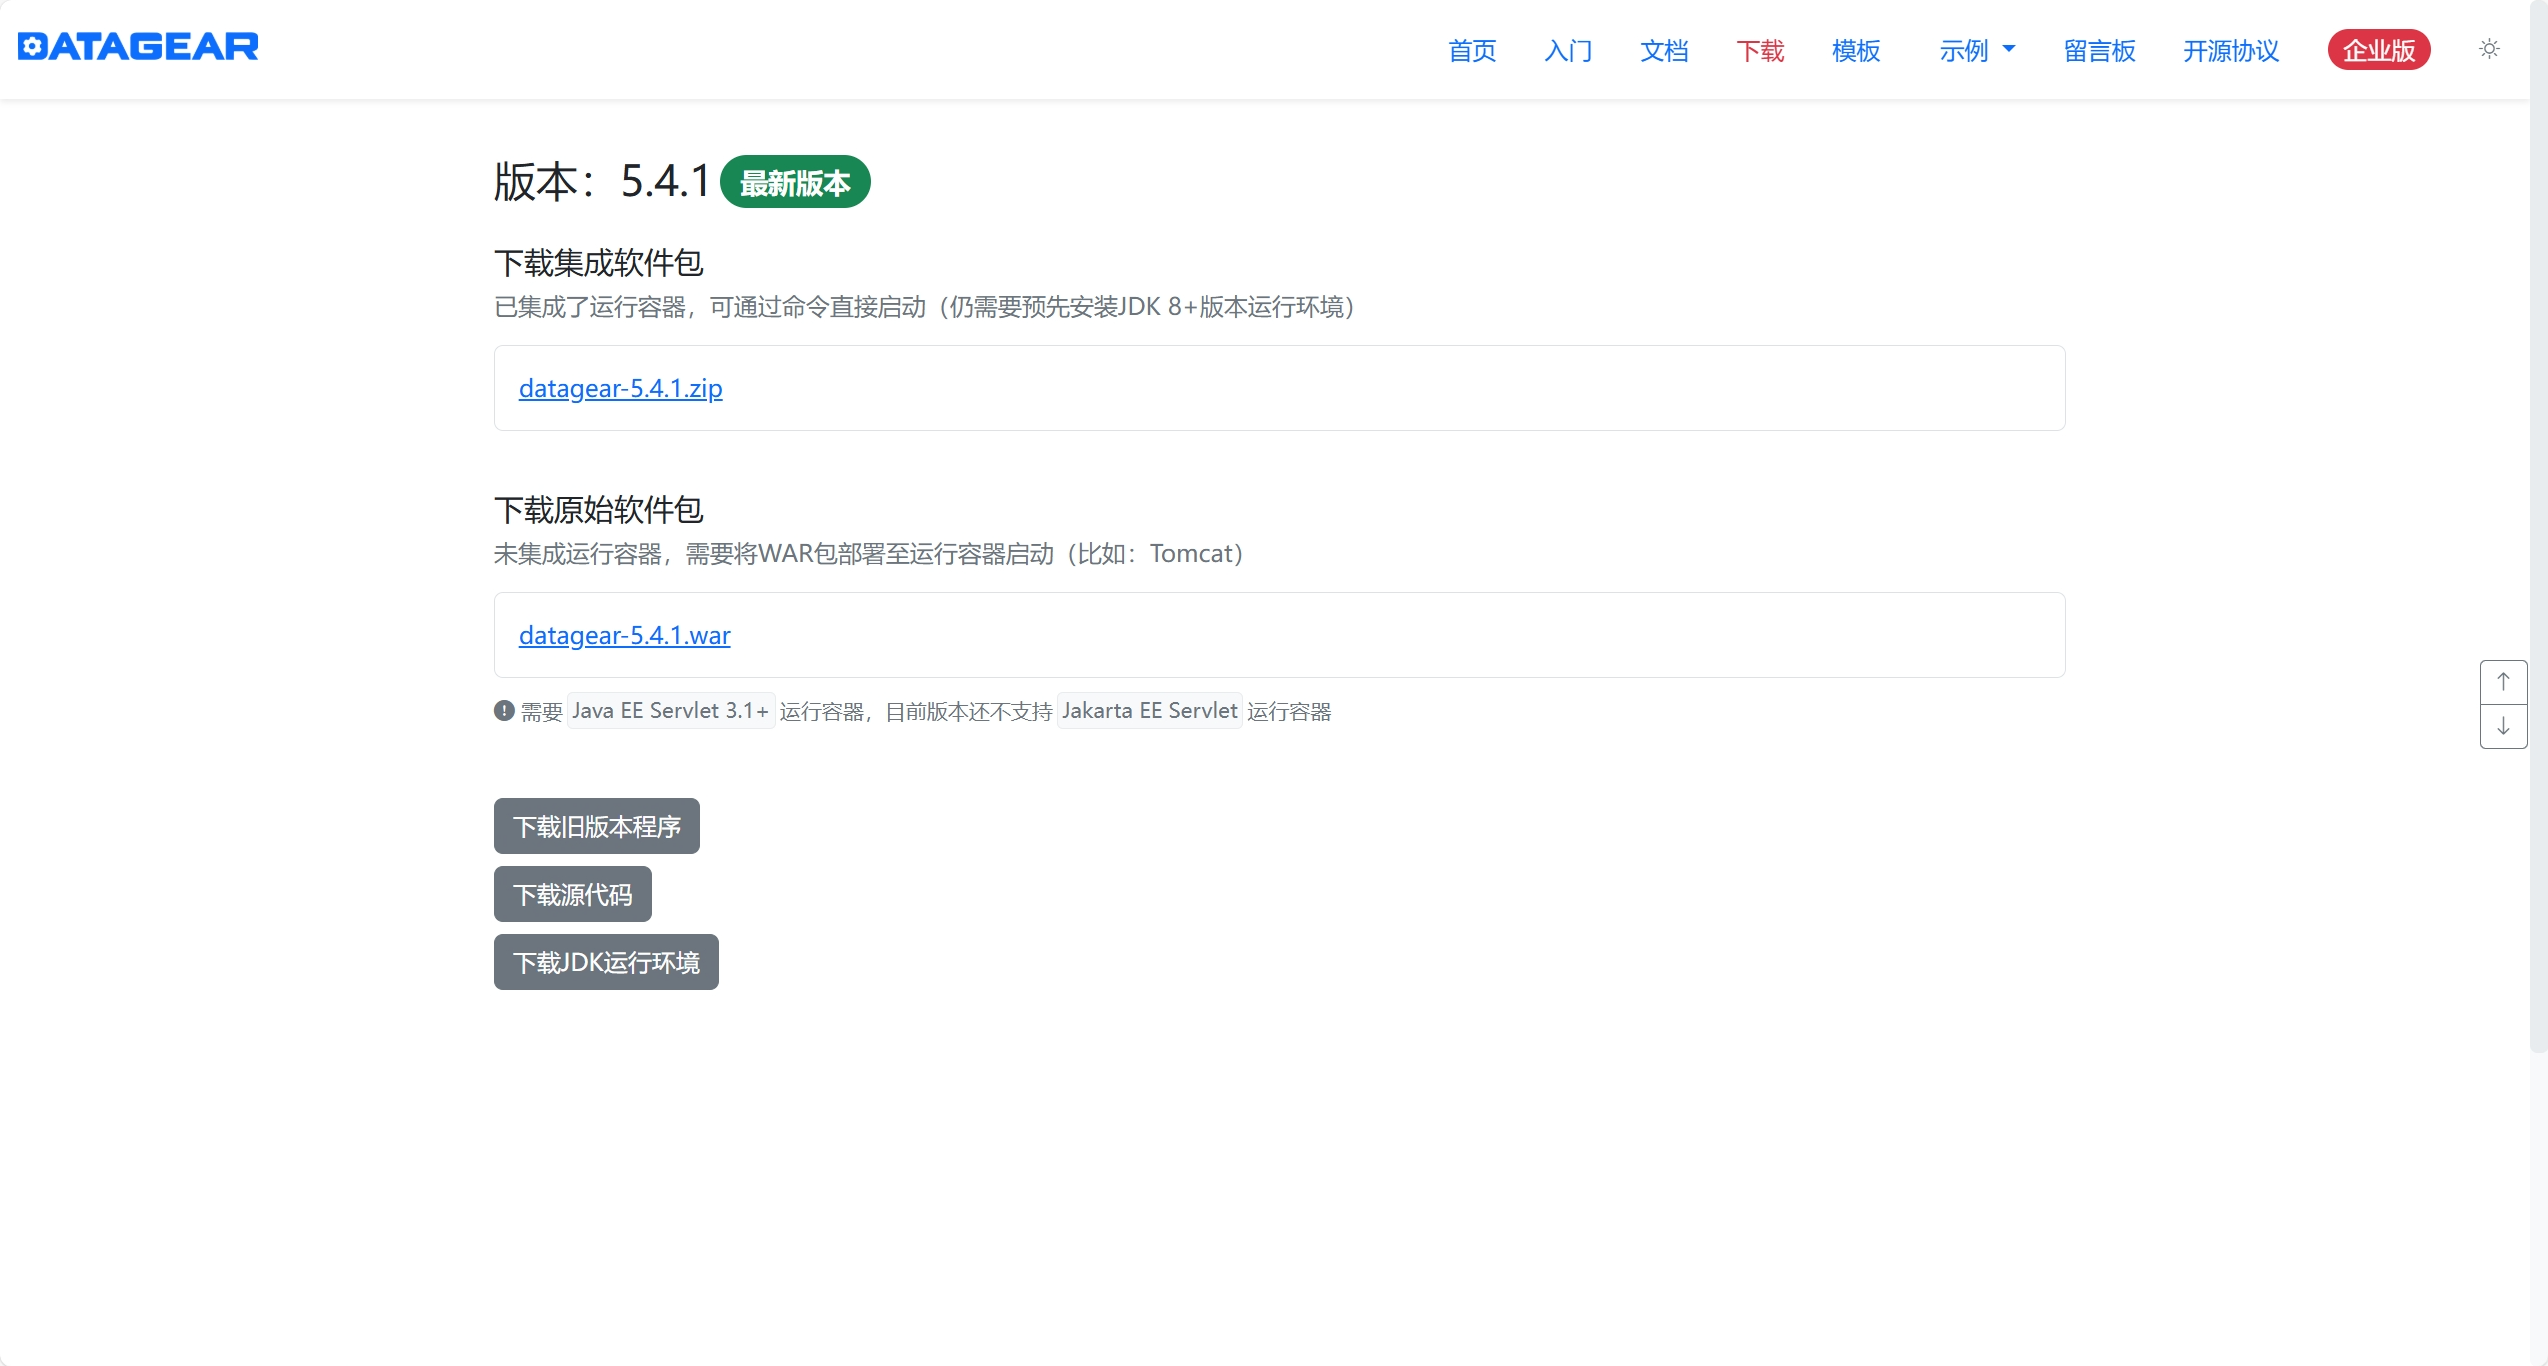 DATAGEAR
首页 入门 文档 下载 模板 示例 留言板 开源协议 企业版
版本：5.4.1 最新版本
下载集成软件包
已集成了运行容器，可通过命令直接启动（仍需要预先安装JDK 8+版本运行环境）
datagear-5.4.1.zip
下载原始软件包
未集成运行容器，需要将WAR包部署至运行容器启动（比如：Tomcat）
datagear-5.4.1.war
需要 Java EE Servlet 3.1+ 运行容器，目前版本还不支持 Jakarta EE Servlet 运行容器
下载旧版本程序
下载源代码
下载JDK运行环境